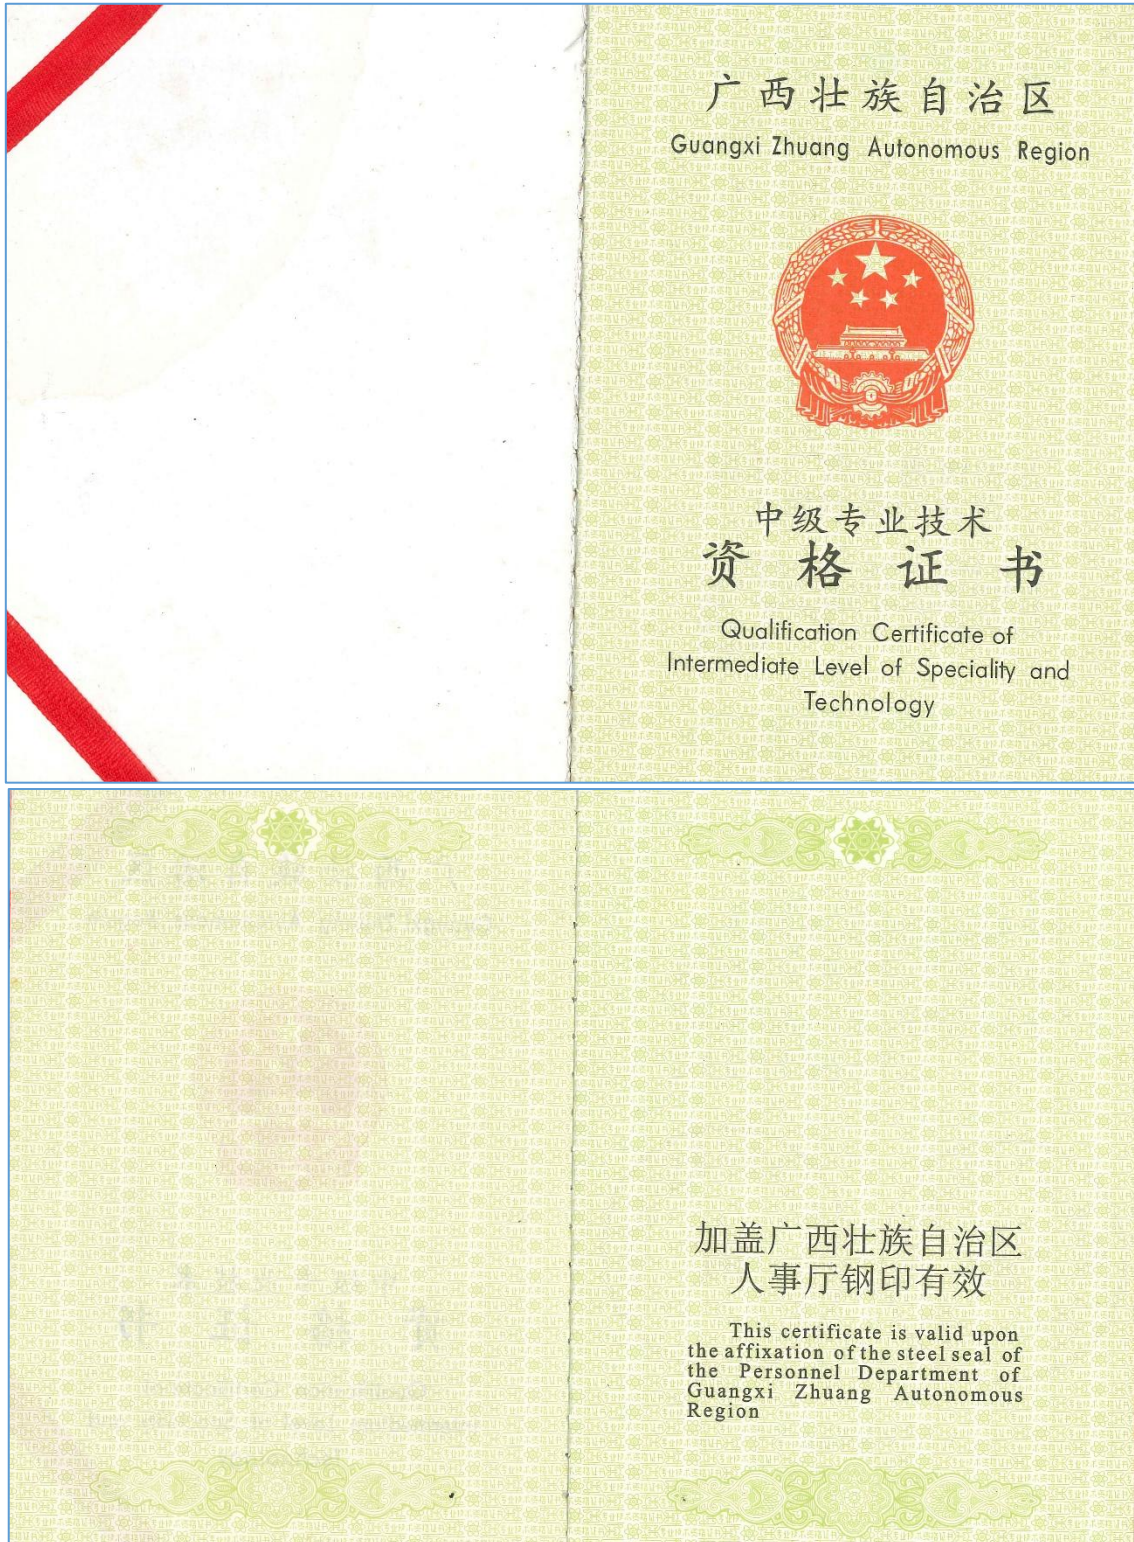 广西壮族自治区
Guangxi Zhuang Autonomous Region
中级专业技术
资格证书
Qualification Certificate of
Intermediate Level of Speciality and
Technology
加盖广西壮族自治区
人事厅钢印有效
This certificate is valid upon
the affixation of the steel seal of
the Personnel Department of
Guangxi Zhuang Autonomous
Region